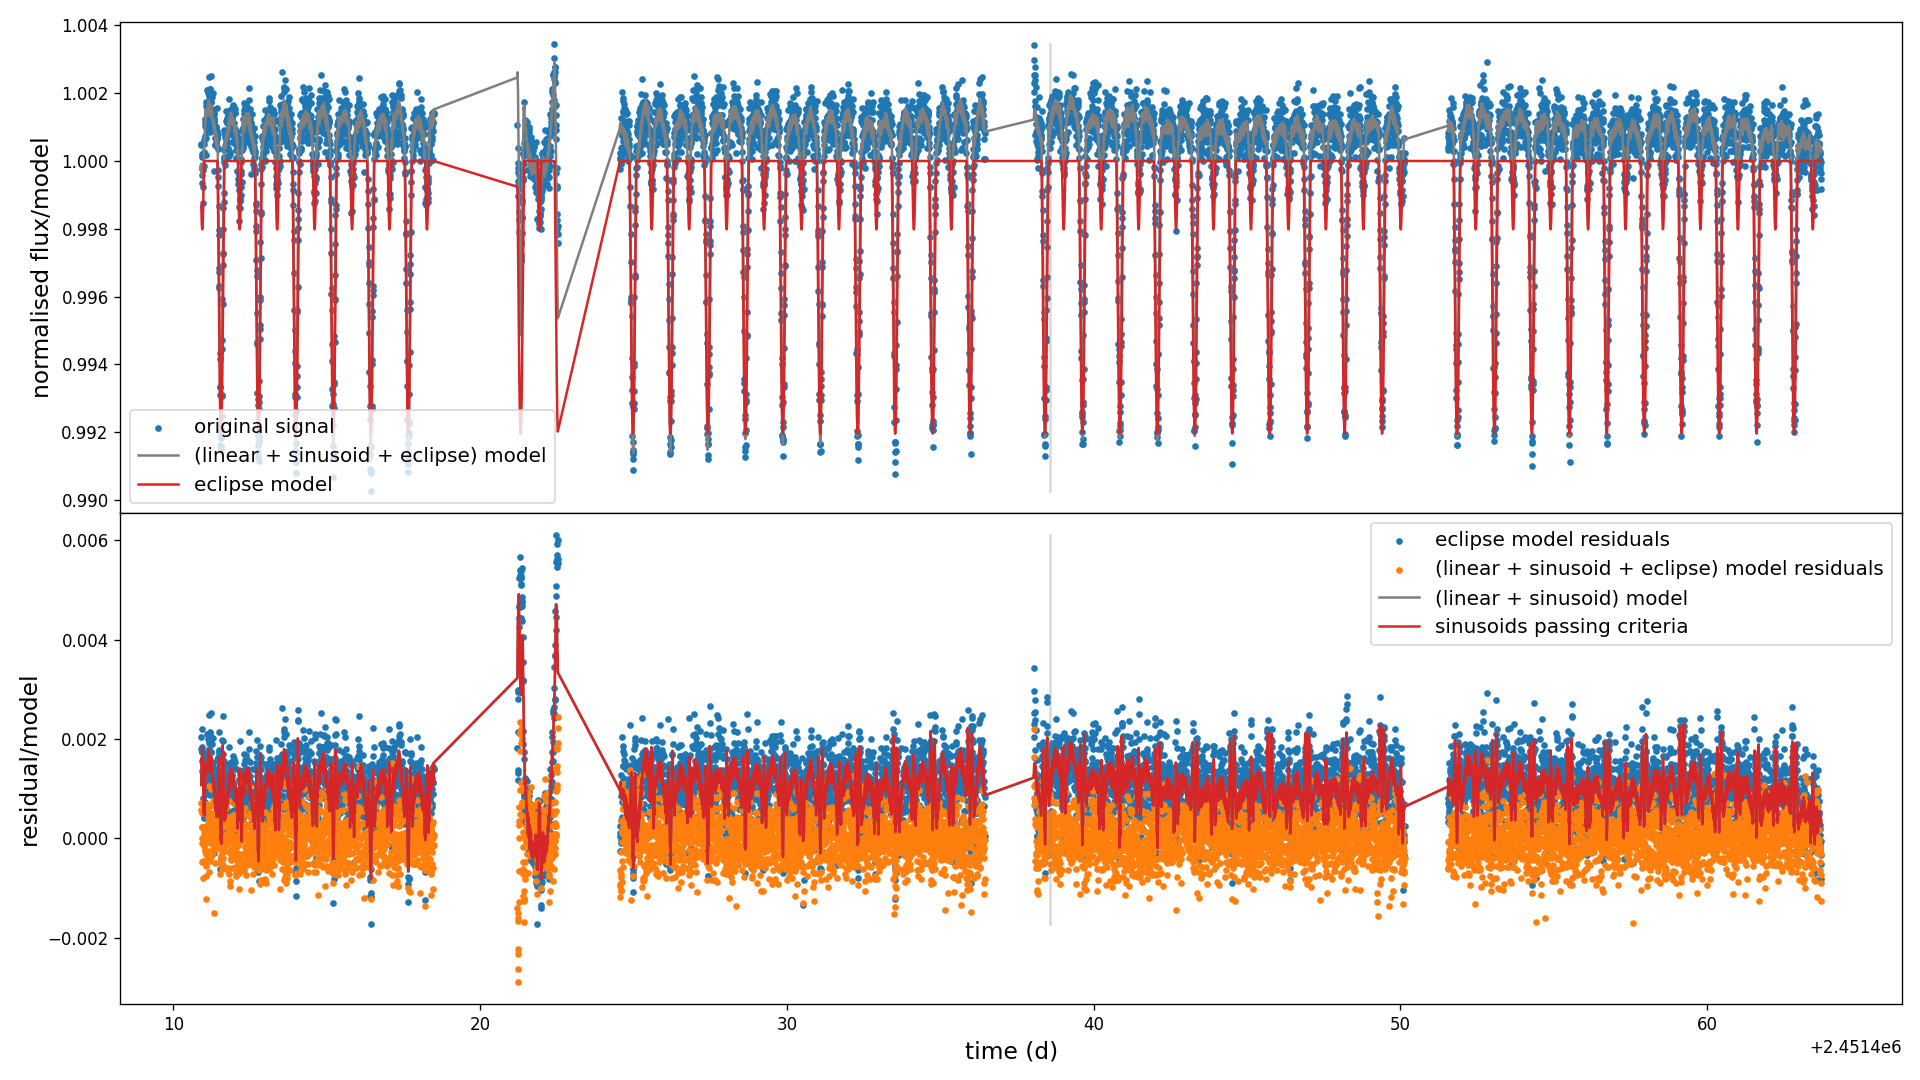 1.004
1.002
1.000
0.998
0.996
0.994
0.992
0.990
normalised flux/model
original signal
(linear + sinusoid + eclipse) model
eclipse model
0.006
0.004
0.002
0.000
−0.002
residual/model
eclipse model residuals
(linear + sinusoid + eclipse) model residuals
(linear + sinusoid) model
sinusoids passing criteria
10 20 30 40 50 60
time (d)
+2.4514e6